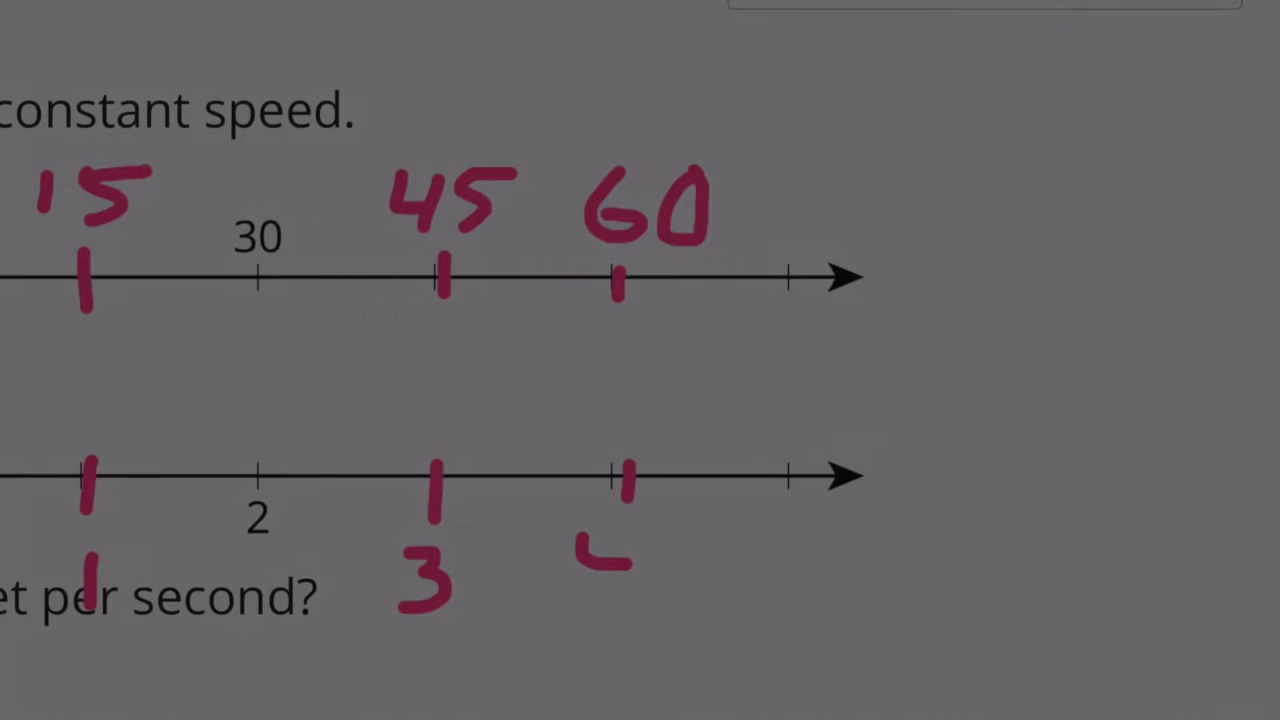 constant speed.
15 45 60
30
2
1 3
et per second?